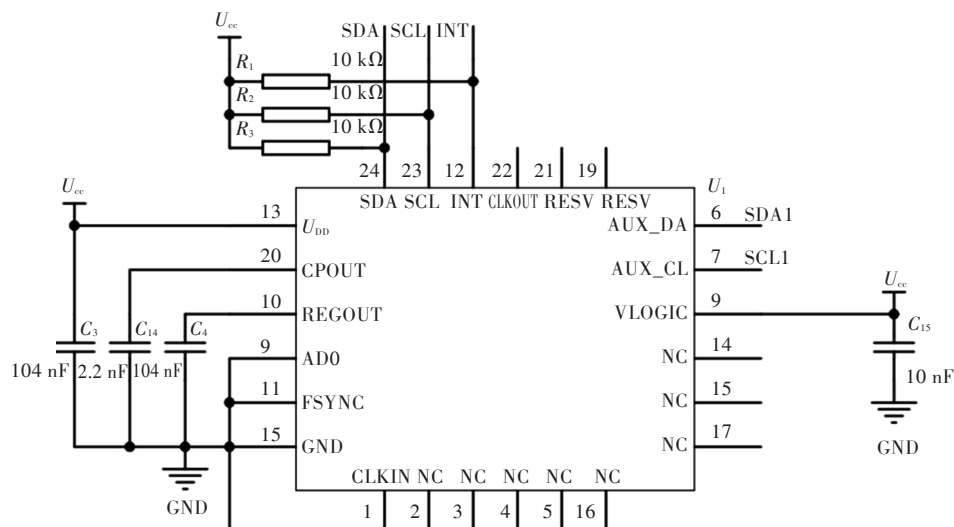 Ucc
SDA SCL INT
R1 10 kΩ
R2 10 kΩ
R3 10 kΩ
24 23 12 22 21 19
Ucc
U1
SDA SCL INT CLKOUT RESV RESV
13 UDD
20 CPOUT
10 REGOUT
9 AD0
11 FSYNC
15 GND
AUX_DA 6 SDA1
AUX_CL 7 SCL1
VLOGIC 9
NC 14
NC 15
NC 17
Ucc
C15
10 nF
GND
C3 C14 C4
104 nF 2.2 nF 104 nF
GND
CLKIN NC NC NC NC NC
1 2 3 4 5 16